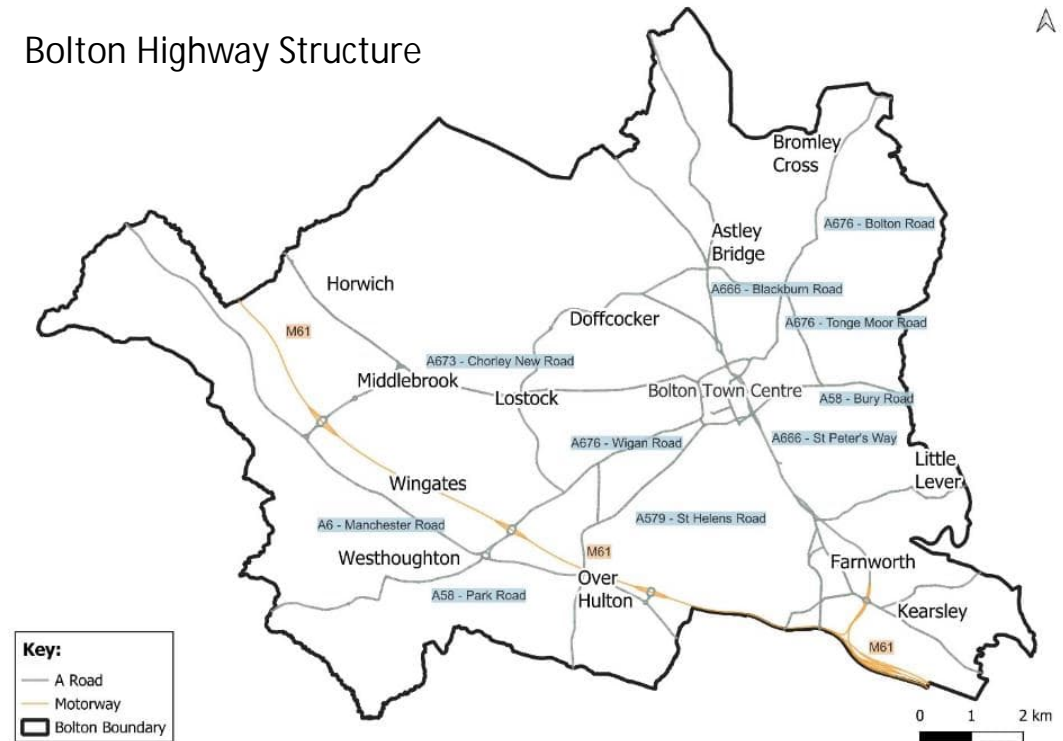 Bolton Highway Structure
Bromley
Cross
A676 - Bolton Road
Astley
Bridge
Horwich
A666 - Blackburn Road
Doffcocker
M61
A676 - Tonge Moor Road
A673 - Chorley New Road
Middlebrook
Lostock
Bolton Town Centre
A58 - Bury Road
A676 - Wigan Road
A666 - St Peter's Way
Little
Lever
Wingates
A6 - Manchester Road
A579 - St Helens Road
Westhoughton
M61
Over
Hulton
Farnworth
A58 - Park Road
Kearsley
M61
Key:
A Road
Motorway
Bolton Boundary
0 1 2 km